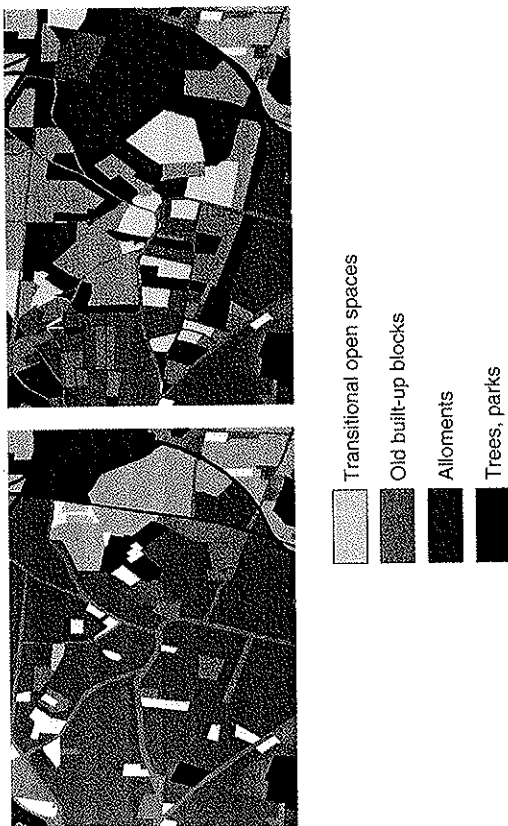 Transitional open spaces
Old built-up blocks
Alloments
Trees, parks